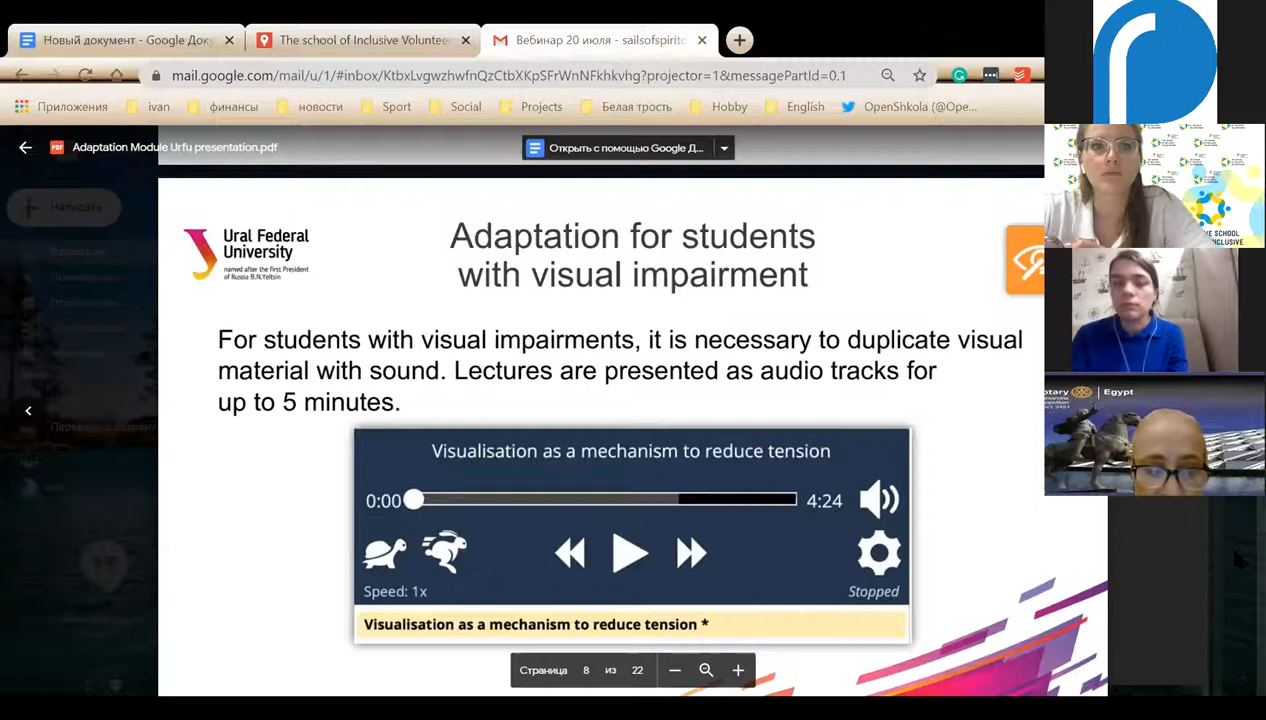 Новый документ - Google Доку
The school of Inclusive Voluntee
Вебинар 20 июля - sailsofspirit
mail.google.com/mail/u/1/#inbox/KtbxLvgwzhwfnQzCtbXKpSFrWnNFkhkvhg?projector=1&messagePartId=0.1
Приложения
ivan
финансы
новости
Sport
Social
Projects
Белая трость
Hobby
English
OpenShkola (@Ope...
Adaptation Module Urfu presentation.pdf
Открыть с помощью Google Д...
Написать
Ural Federal
University
named after the First President
of Russia B.N.Yeltsin
Adaptation for students
with visual impairment
For students with visual impairments, it is necessary to duplicate visual
material with sound. Lectures are presented as audio tracks for
up to 5 minutes.
Visualisation as a mechanism to reduce tension
0:00
4:24
Speed: 1x
Stopped
Visualisation as a mechanism to reduce tension *
Страница 8 из 22
THE SCHOOL
Egypt